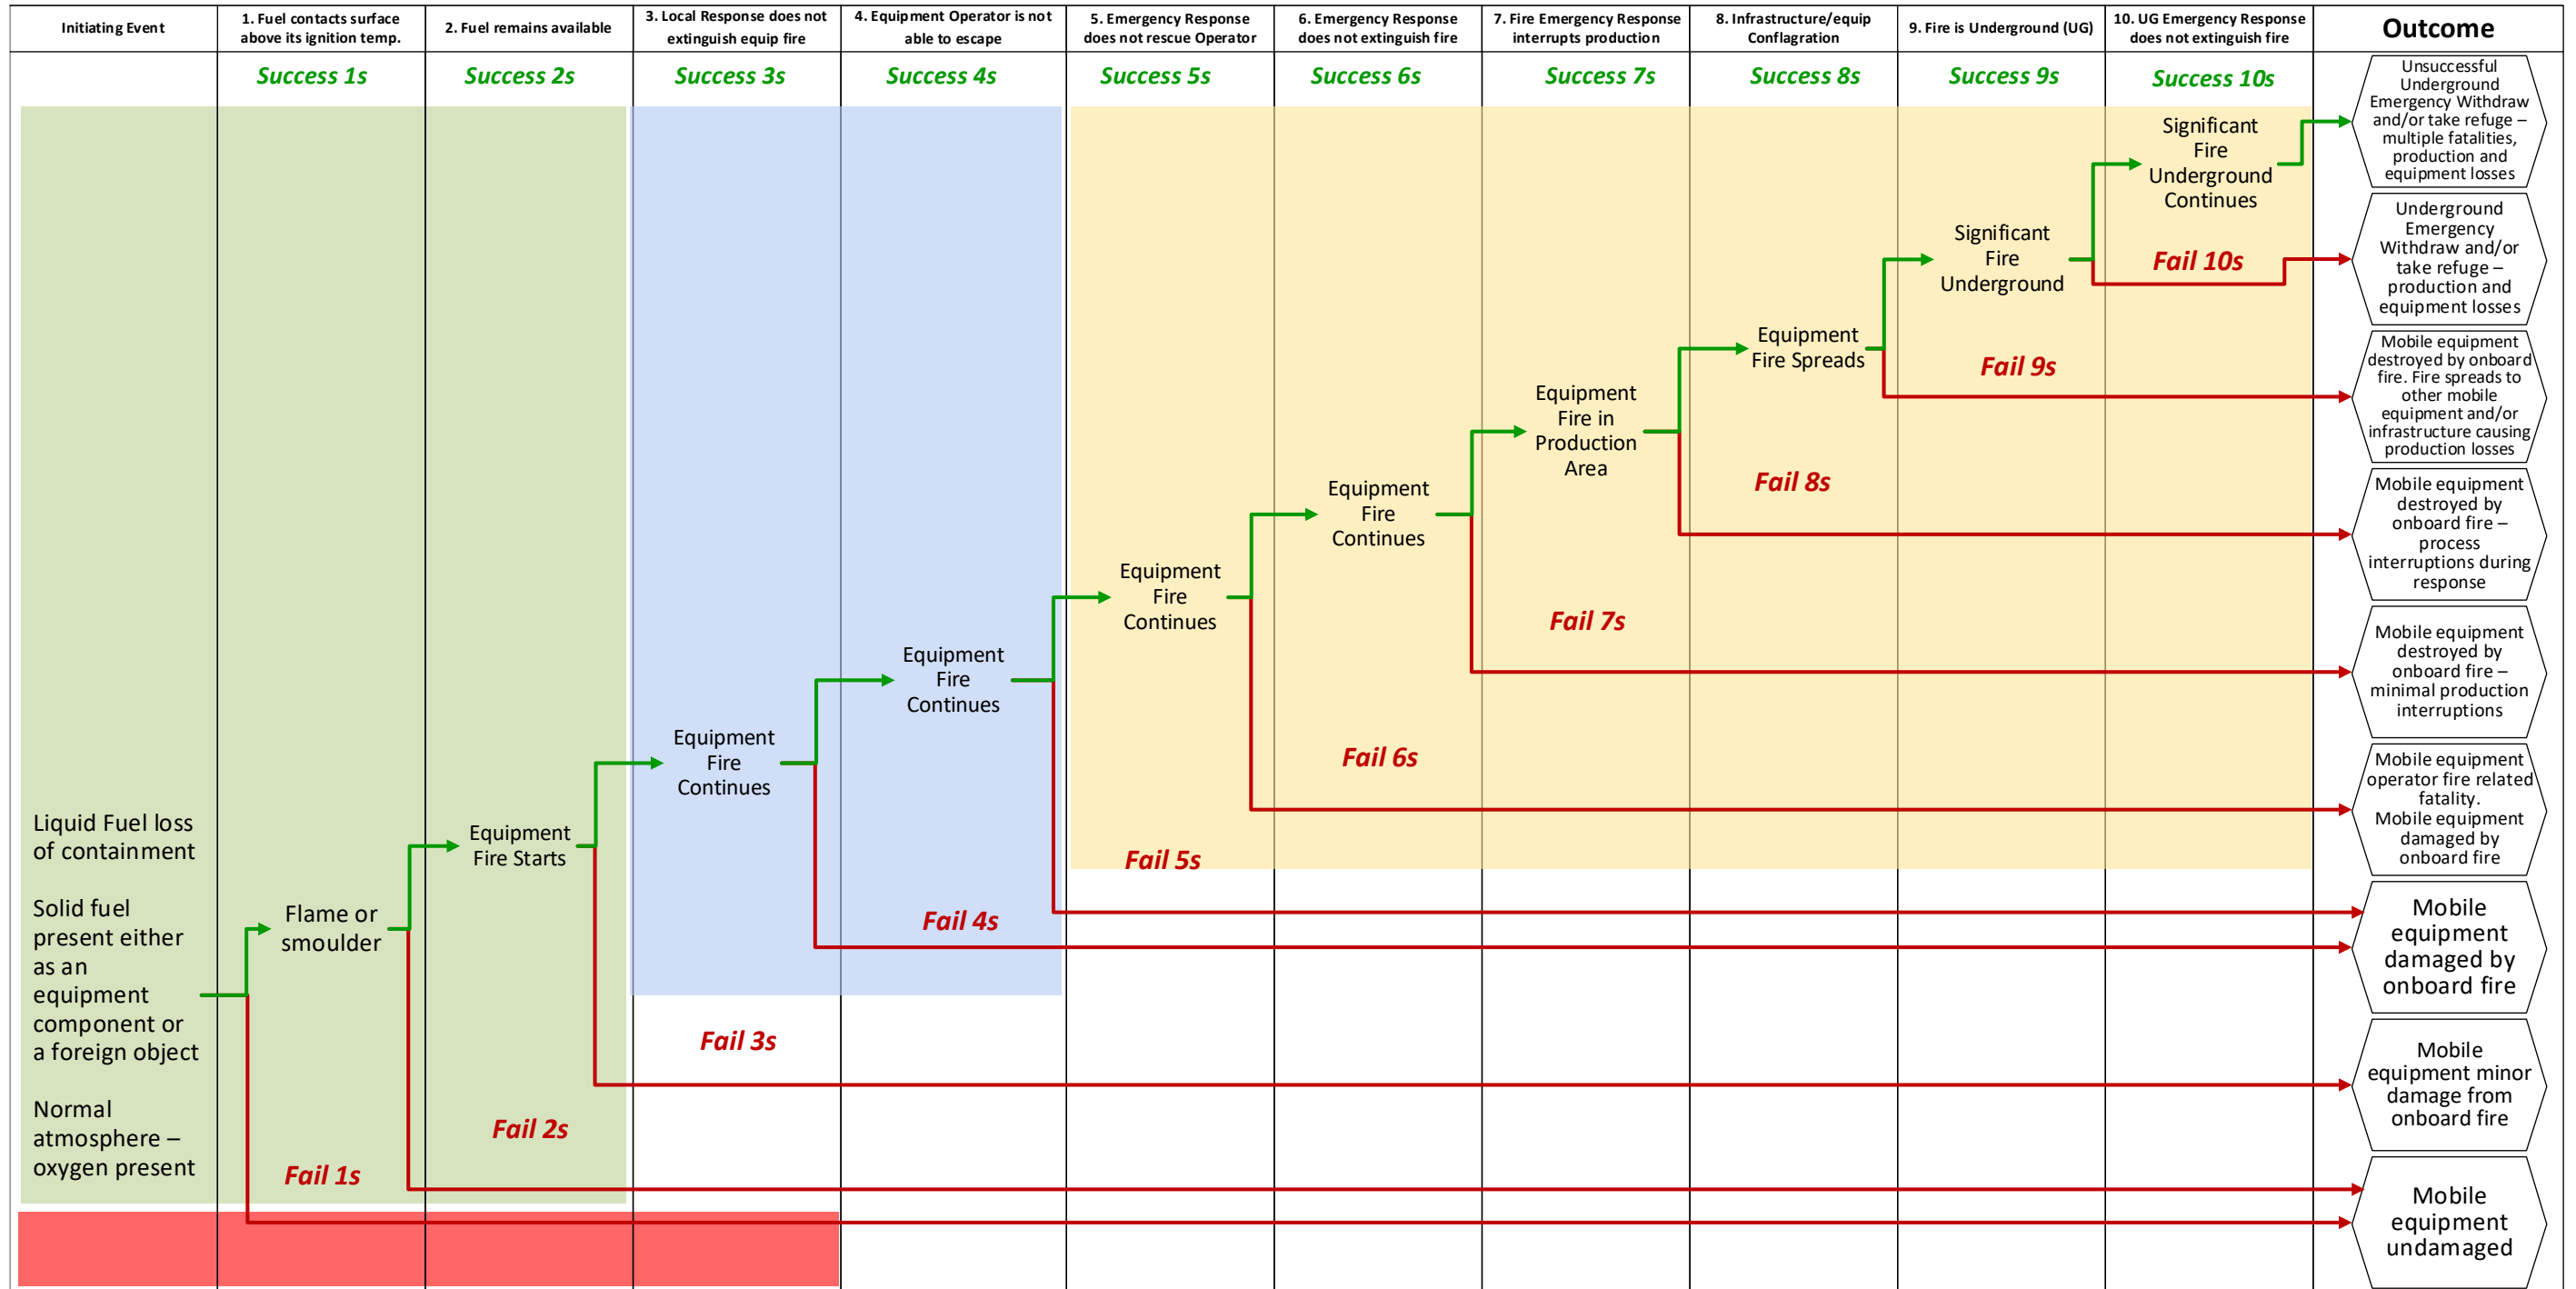 Initiating Event
1. Fuel contacts surface
above its ignition temp.
2. Fuel remains available
3. Local Response does not
extinguish equip fire
4. Equipment Operator is not
able to escape
5. Emergency Response
does not rescue Operator
6. Emergency Response
does not extinguish fire
7. Fire Emergency Response
interrupts production
8. Infrastructure/equip
Conflagration
9. Fire is Underground (UG)
10. UG Emergency Response
does not extinguish fire
Outcome
Success 1s
Success 2s
Success 3s
Success 4s
Success 5s
Success 6s
Success 7s
Success 8s
Success 9s
Success 10s
Liquid Fuel loss
of containment
Solid fuel
present either
as an
equipment
component or
a foreign object
Normal
atmosphere –
oxygen present
Flame or
smoulder
Fail 1s
Equipment
Fire Starts
Fail 2s
Equipment
Fire
Continues
Fail 3s
Equipment
Fire
Continues
Fail 4s
Equipment
Fire
Continues
Fail 5s
Equipment
Fire
Continues
Fail 6s
Equipment
Fire in
Production
Area
Fail 7s
Equipment
Fire Spreads
Fail 8s
Significant
Fire
Underground
Fail 9s
Significant
Fire
Underground
Continues
Fail 10s
Unsuccessful
Underground
Emergency Withdraw
and/or take refuge –
multiple fatalities,
production and
equipment losses
Underground
Emergency
Withdraw and/or
take refuge –
production and
equipment losses
Mobile equipment
destroyed by onboard
fire. Fire spreads to
other mobile
equipment and/or
infrastructure causing
production losses
Mobile equipment
destroyed by
onboard fire –
process
interruptions during
response
Mobile equipment
destroyed by
onboard fire –
minimal production
interruptions
Mobile equipment
operator fire related
fatality.
Mobile equipment
damaged by
onboard fire
Mobile
equipment
damaged by
onboard fire
Mobile
equipment minor
damage from
onboard fire
Mobile
equipment
undamaged